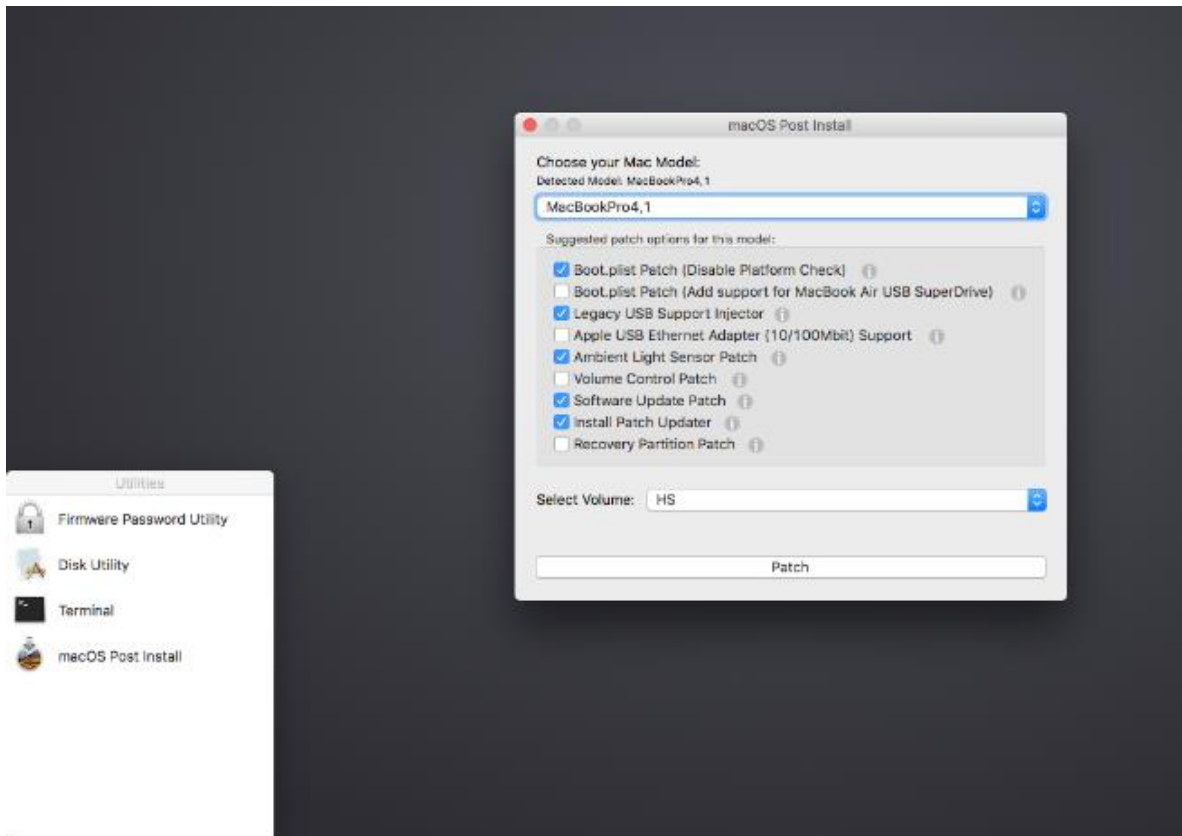 macOS Post Install
Choose your Mac Model:
Detected Model: MacBookPro4,1
MacBookPro4,1
Suggested patch options for this model:
Boot.plist Patch (Disable Platform Check)
Boot.plist Patch (Add support for MacBook Air USB SuperDrive)
Legacy USB Support Injector
Apple USB Ethernet Adapter (10/100Mbit) Support
Ambient Light Sensor Patch
Volume Control Patch
Software Update Patch
Install Patch Updater
Recovery Partition Patch
Select Volume: HS
Patch
Utilities
Firmware Password Utility
Disk Utility
Terminal
macOS Post Install